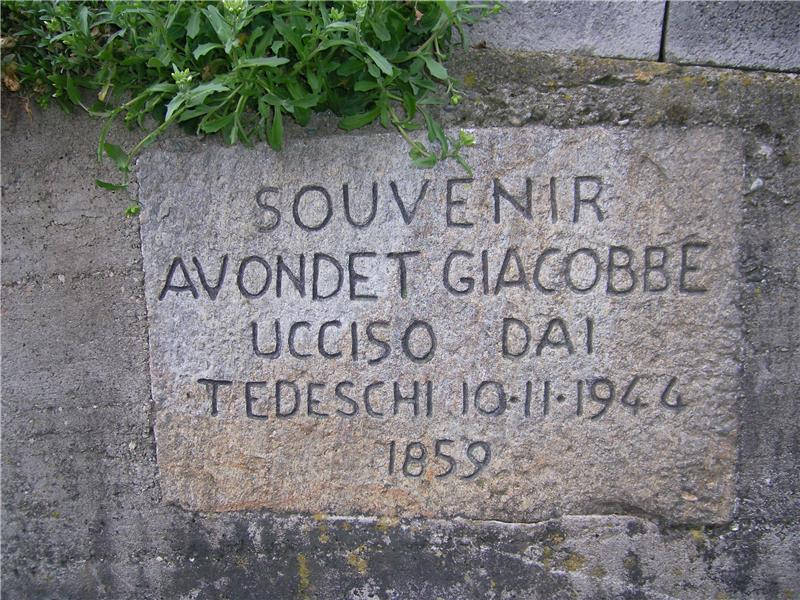 SOUVENIR
AVONDET GIACOBBE
UCCISO DAI
TEDESCHI 10·11·1944
1859